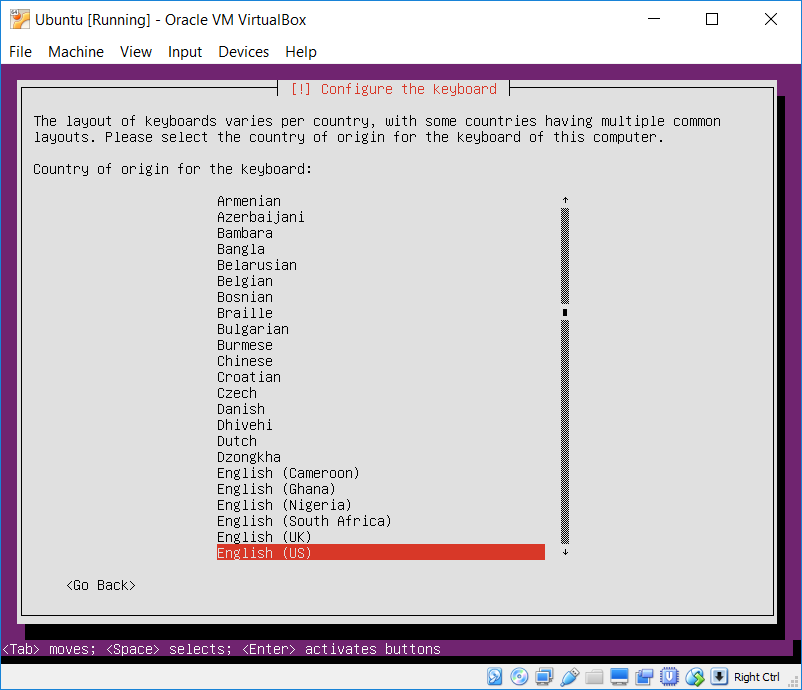 Ubuntu [Running] - Oracle VM VirtualBox
File Machine View Input Devices Help
[!] Configure the keyboard
The layout of keyboards varies per country, with some countries having multiple common
layouts. Please select the country of origin for the keyboard of this computer.
Country of origin for the keyboard:
Armenian
Azerbaijani
Bambara
Bangla
Belarusian
Belgian
Bosnian
Braille
Bulgarian
Burmese
Chinese
Croatian
Czech
Danish
Dhivehi
Dutch
Dzongkha
English (Cameroon)
English (Ghana)
English (Nigeria)
English (South Africa)
English (UK)
English (US)
<Go Back>
<Tab> moves; <Space> selects; <Enter> activates buttons
Right Ctrl